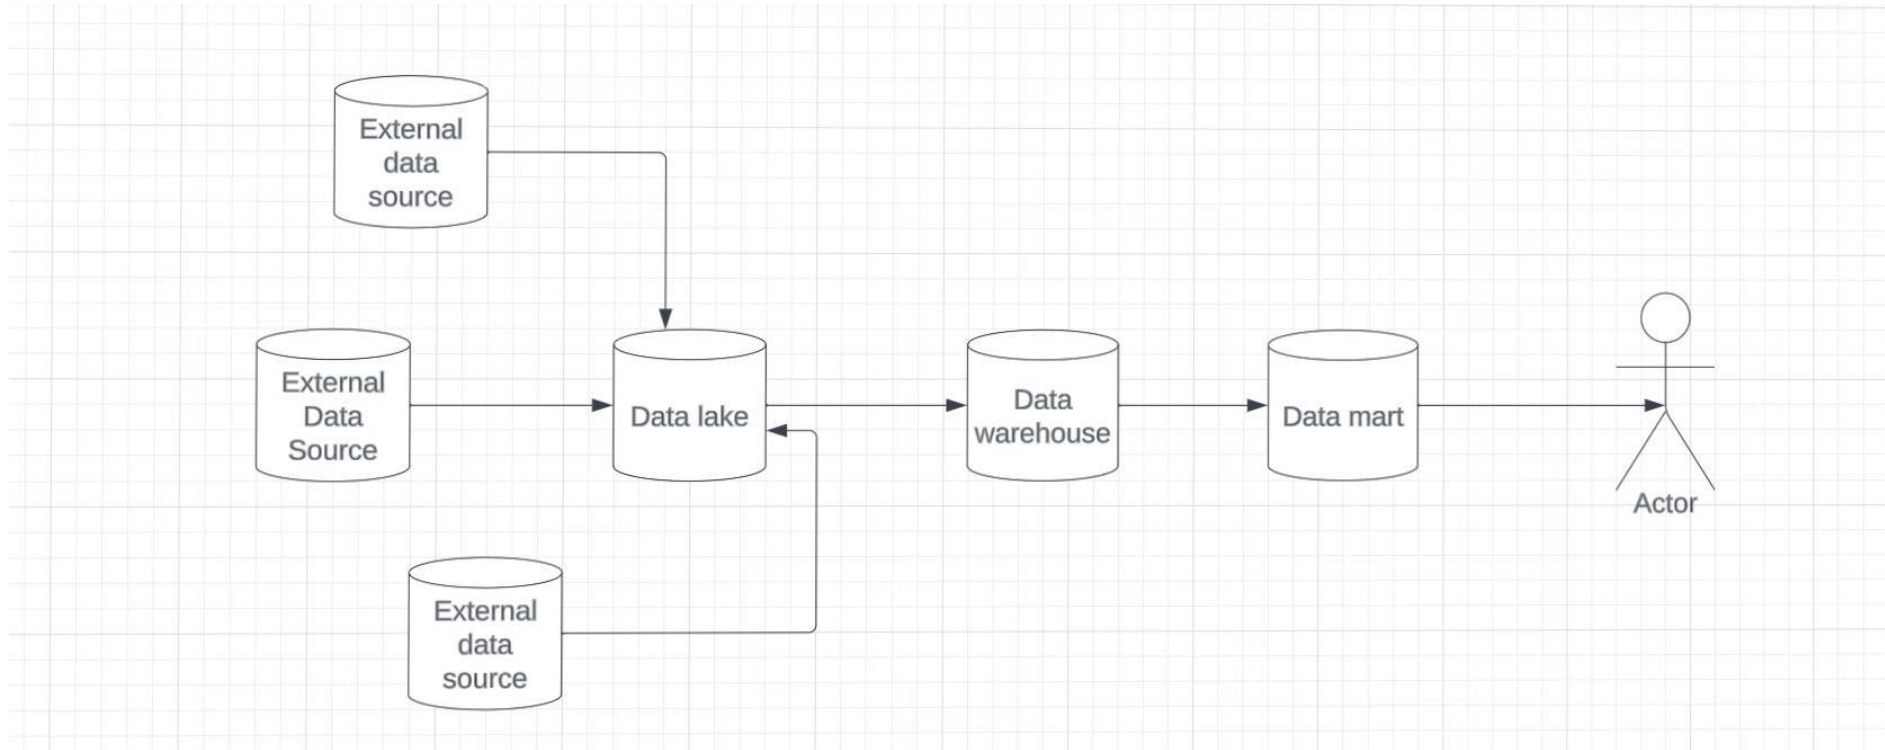 External
data
source
External
Data
Source
Data lake
Data
warehouse
Data mart
Actor
External
data
source